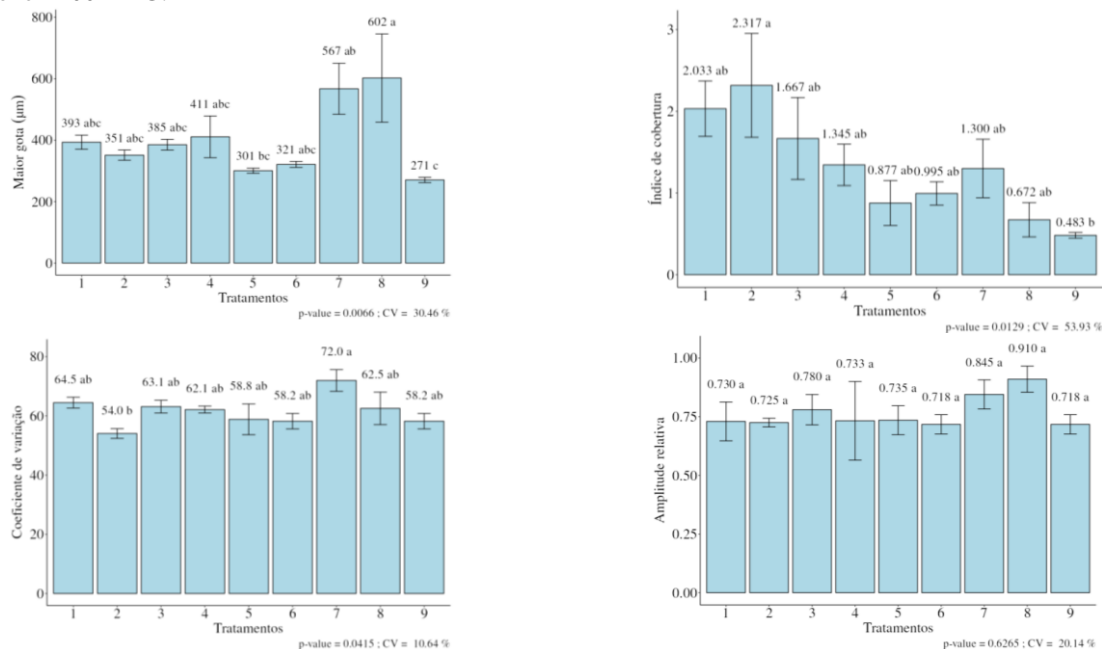 Maior gota (µm)
800
600
400
200
0
393 abc
351 abc
385 abc
411 abc
301 bc
321 abc
567 ab
602 a
271 c
1 2 3 4 5 6 7 8 9
Tratamentos
p-value = 0.0066 ; CV = 30.46 %
Índice de cobertura
3
2
1
0
2.033 ab
2.317 a
1.667 ab
1.345 ab
0.877 ab
0.995 ab
1.300 ab
0.672 ab
0.483 b
1 2 3 4 5 6 7 8 9
Tratamentos
p-value = 0.0129 ; CV = 53.93 %
Coeficiente de variação
80
60
40
20
0
64.5 ab
54.0 b
63.1 ab
62.1 ab
58.8 ab
58.2 ab
72.0 a
62.5 ab
58.2 ab
1 2 3 4 5 6 7 8 9
Tratamentos
p-value = 0.0415 ; CV = 10.64 %
Amplitude relativa
1.00
0.75
0.50
0.25
0.00
0.730 a
0.725 a
0.780 a
0.733 a
0.735 a
0.718 a
0.845 a
0.910 a
0.718 a
1 2 3 4 5 6 7 8 9
Tratamentos
p-value = 0.6265 ; CV = 20.14 %